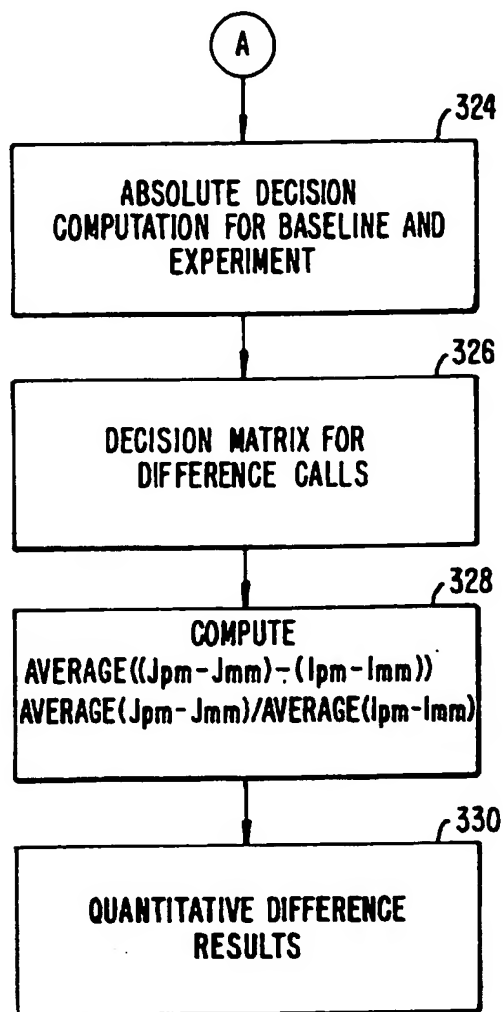 A
324
ABSOLUTE DECISION
COMPUTATION FOR BASELINE AND
EXPERIMENT
326
DECISION MATRIX FOR
DIFFERENCE CALLS
328
COMPUTE
AVERAGE((Jpm-Jmm)-(Ipm-Imm))
AVERAGE(Jpm-Jmm)/AVERAGE(Ipm-Imm)
330
QUANTITATIVE DIFFERENCE
RESULTS